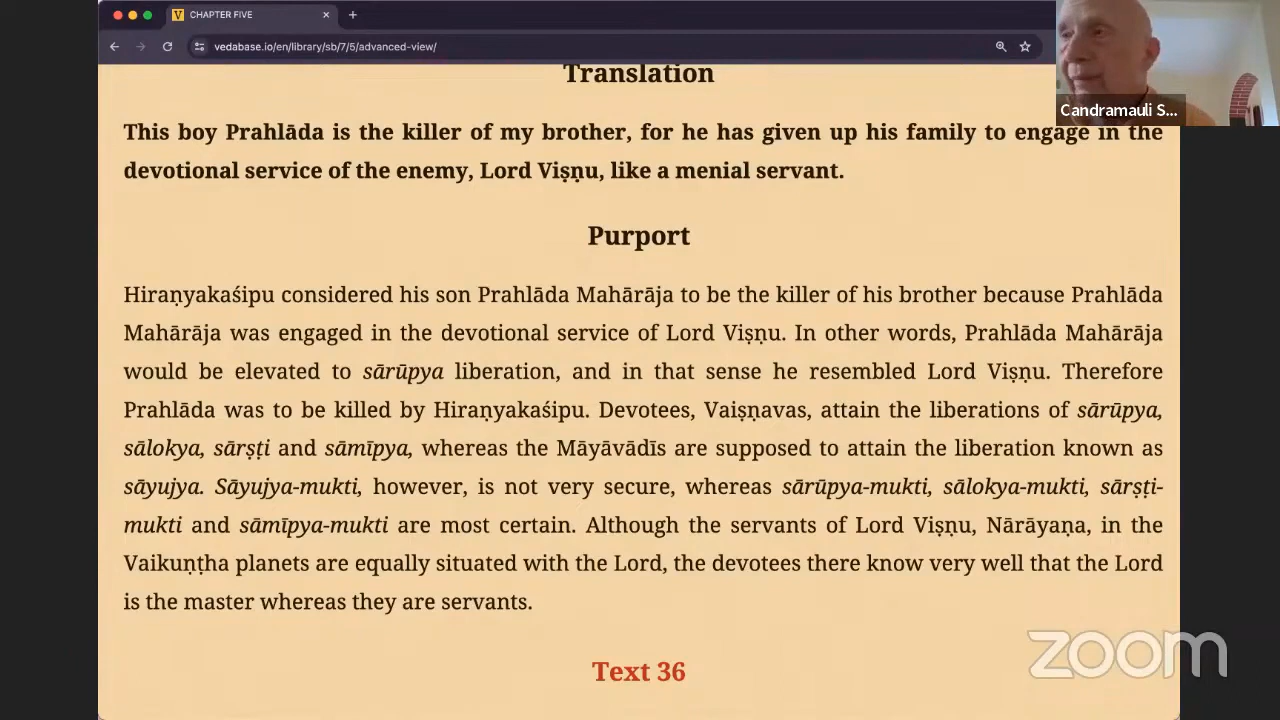 CHAPTER FIVE
vedabase.io/en/library/sb/7/5/advanced-view/
Candramauli S...
Translation
This boy Prahlāda is the killer of my brother, for he has given up his family to engage in the
devotional service of the enemy, Lord Viṣṇu, like a menial servant.
Purport
Hiraṇyakaśipu considered his son Prahlāda Mahārāja to be the killer of his brother because Prahlāda
Mahārāja was engaged in the devotional service of Lord Viṣṇu. In other words, Prahlāda Mahārāja
would be elevated to sārūpya liberation, and in that sense he resembled Lord Viṣṇu. Therefore
Prahlāda was to be killed by Hiraṇyakaśipu. Devotees, Vaiṣṇavas, attain the liberations of sārūpya,
sālokya, sārṣṭi and sāmīpya, whereas the Māyāvādīs are supposed to attain the liberation known as
sāyujya. Sāyujya-mukti, however, is not very secure, whereas sārūpya-mukti, sālokya-mukti, sārṣṭi-
mukti and sāmīpya-mukti are most certain. Although the servants of Lord Viṣṇu, Nārāyaṇa, in the
Vaikuṇṭha planets are equally situated with the Lord, the devotees there know very well that the Lord
is the master whereas they are servants.
Text 36
zoom